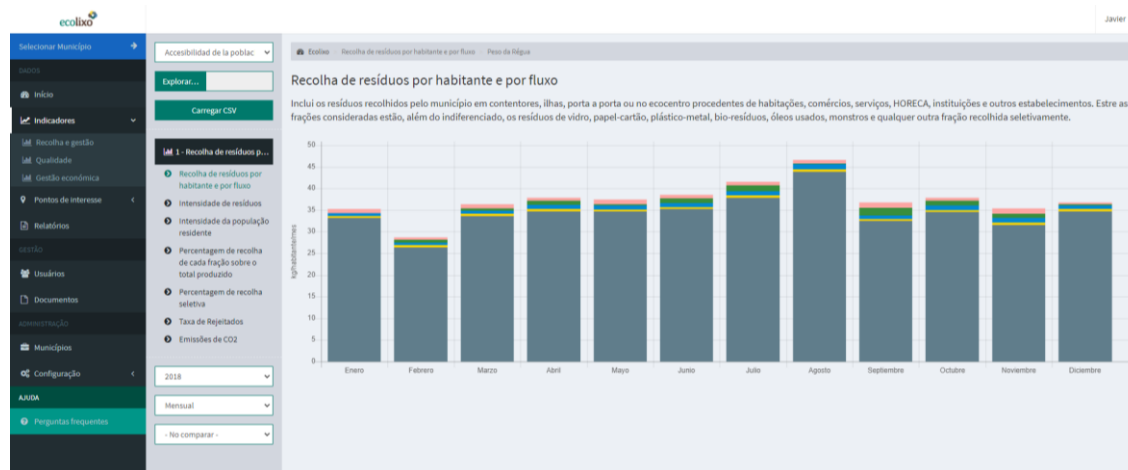 ecolixo
Javier
Selecionar Município
DADOS
Início
Indicadores
Recolha e gestão
Qualidade
Gestão económica
Pontos de interesse
Relatórios
GESTÃO
Usuários
Documentos
ADMINISTRAÇÃO
Municípios
Configuração
AJUDA
Perguntas frequentes
Accesibilidad de la poblac
Explorar...
Carregar CSV
1 - Recolha de resíduos p...
Recolha de resíduos por
habitante e por fluxo
Intensidade de resíduos
Intensidade da população
residente
Percentagem de recolha
de cada fração sobre o
total produzido
Percentagem de recolha
seletiva
Taxa de Rejeitados
Emissões de CO2
2018
Mensual
- No comparar -
Ecolixo Recolha de resíduos por habitante e por fluxo Peso da Régua
Recolha de resíduos por habitante e por fluxo
Inclui os resíduos recolhidos pelo município em contentores, ilhas, porta a porta ou no ecocentro procedentes de habitações, comércios, serviços, HORECA, instituições e outros estabelecimentos. Estre as
frações consideradas estão, além do indiferenciado, os resíduos de vidro, papel-cartão, plástico-metal, bio-resíduos, óleos usados, monstros e qualquer outra fração recolhida seletivamente.
kg/habitante/mes
50
45
40
35
30
25
20
15
10
5
0
Enero Febrero Marzo Abril Mayo Junio Julio Agosto Septiembre Octubre Noviembre Diciembre